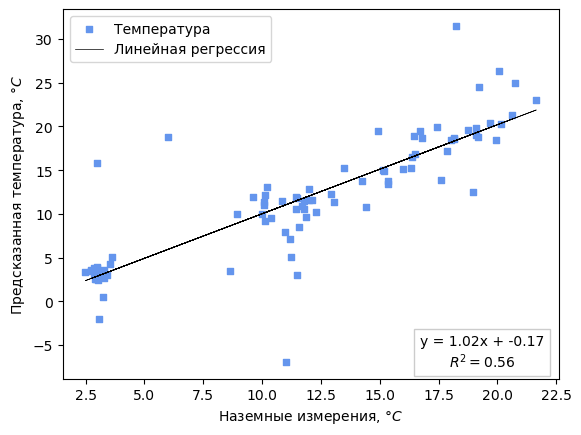 Температура
Линейная регрессия
Предсказанная температура, °C
30
25
20
15
10
5
0
−5
y = 1.02x + -0.17
R² = 0.56
2.5 5.0 7.5 10.0 12.5 15.0 17.5 20.0 22.5
Наземные измерения, °C